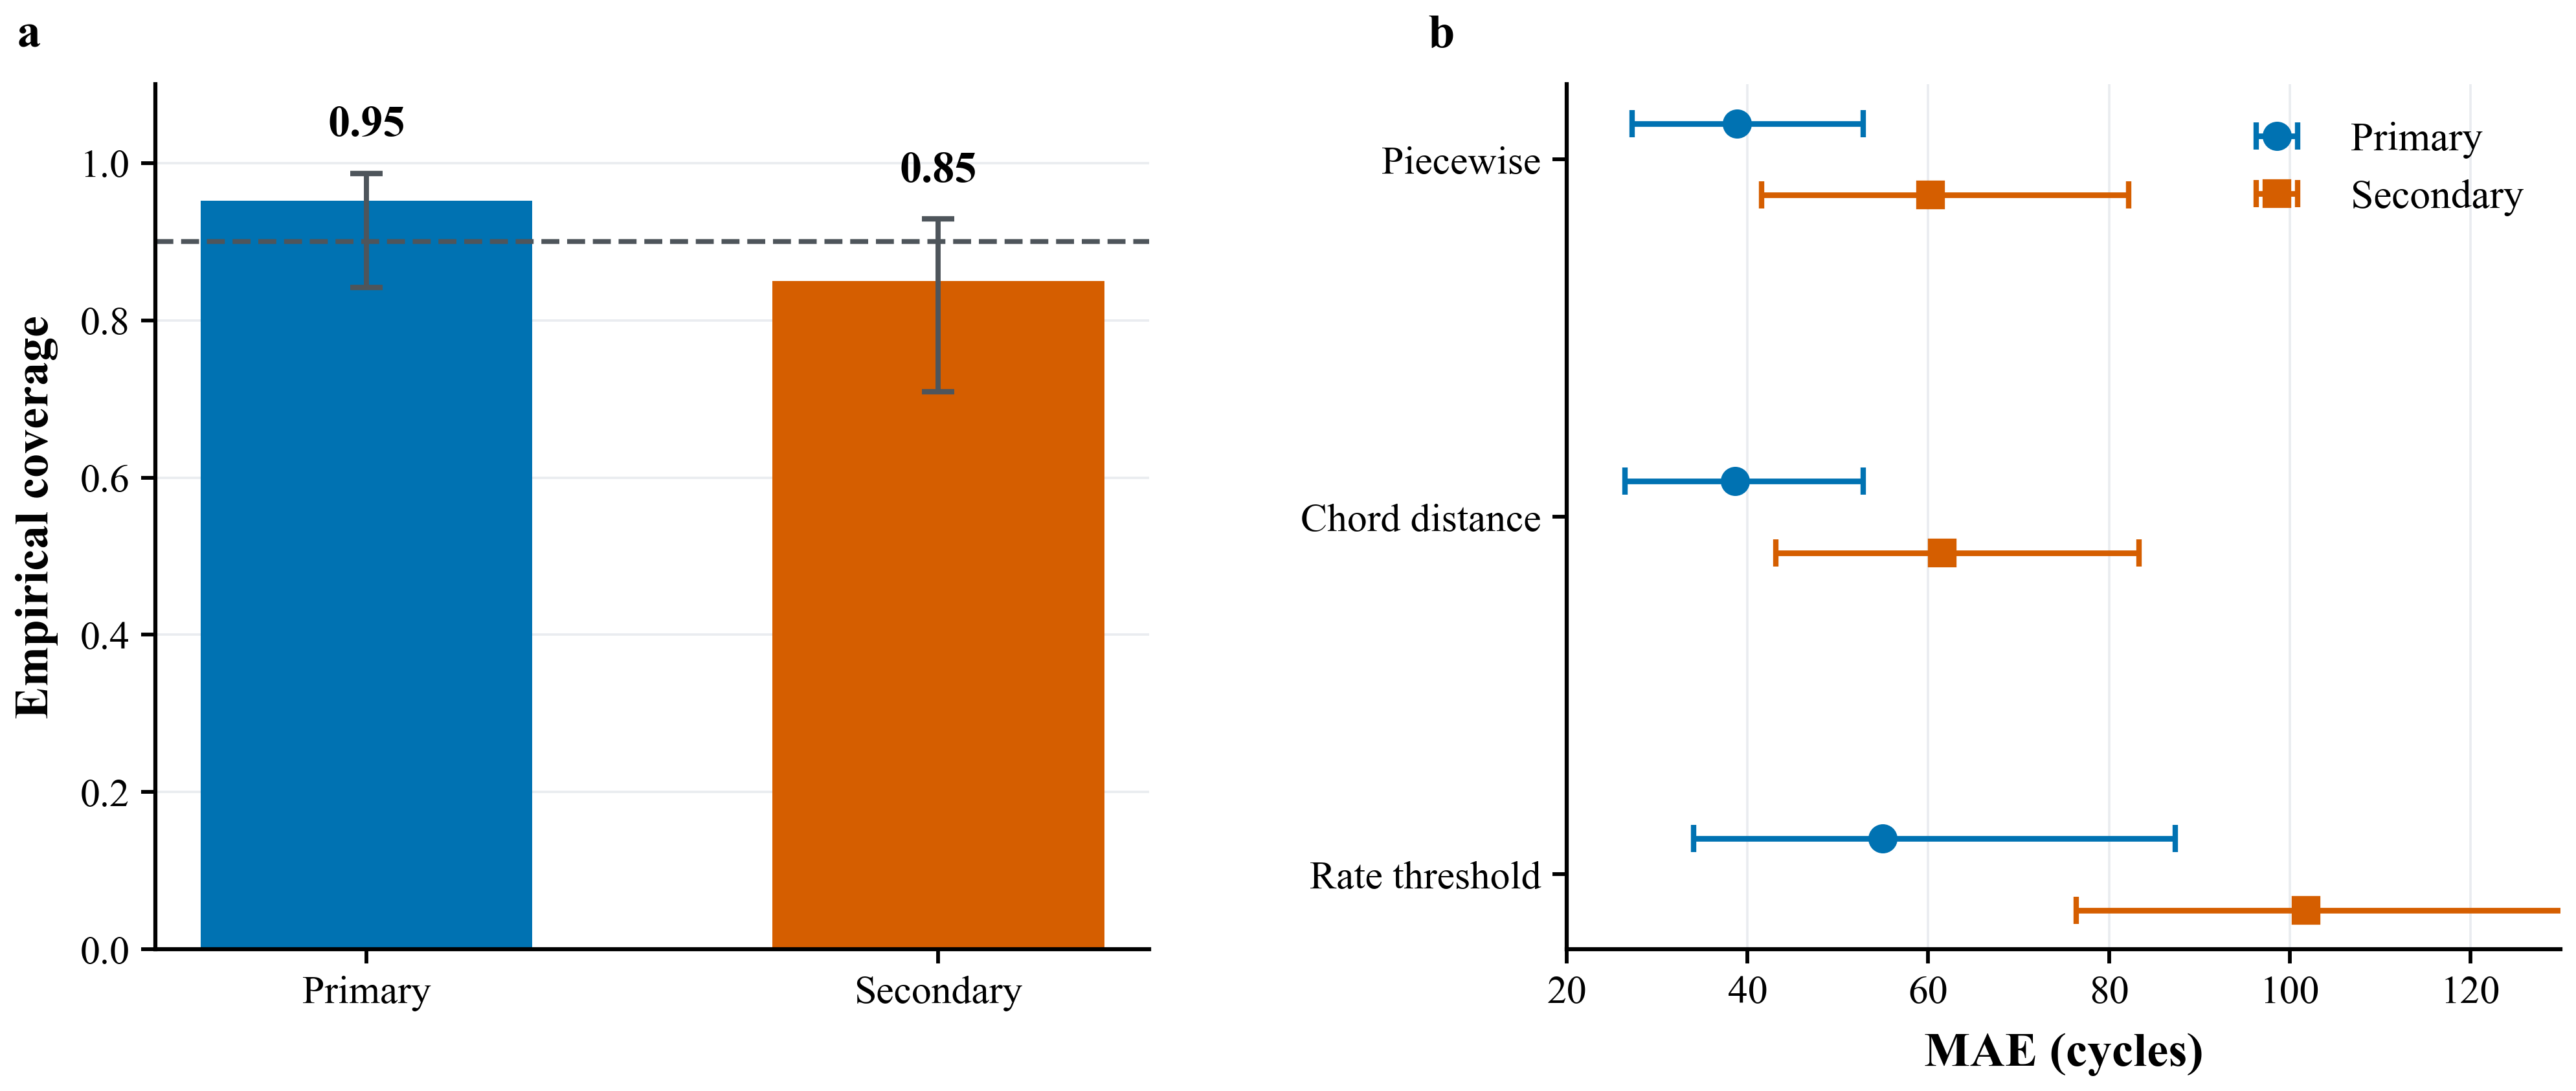 a
0.95
0.85
1.0
0.8
0.6
0.4
0.2
0.0
Empirical coverage
Primary
Secondary
b
Primary
Secondary
Piecewise
Chord distance
Rate threshold
20
40
60
80
100
120
MAE (cycles)